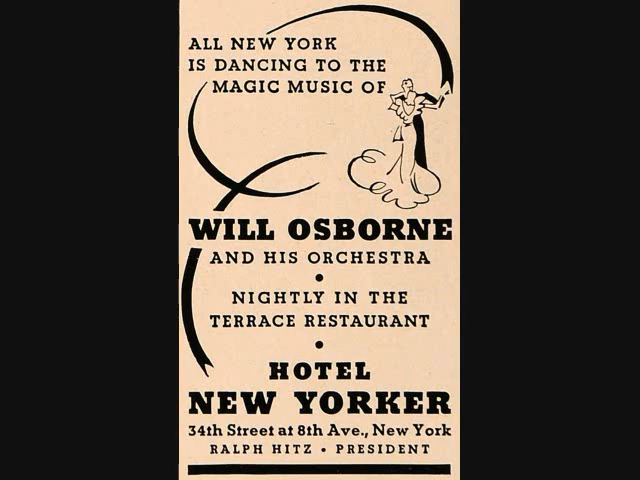 ALL NEW YORK
IS DANCING TO THE
MAGIC MUSIC OF
WILL OSBORNE
AND HIS ORCHESTRA
•
NIGHTLY IN THE
TERRACE RESTAURANT
•
HOTEL
NEW YORKER
34th Street at 8th Ave., New York
RALPH HITZ • PRESIDENT